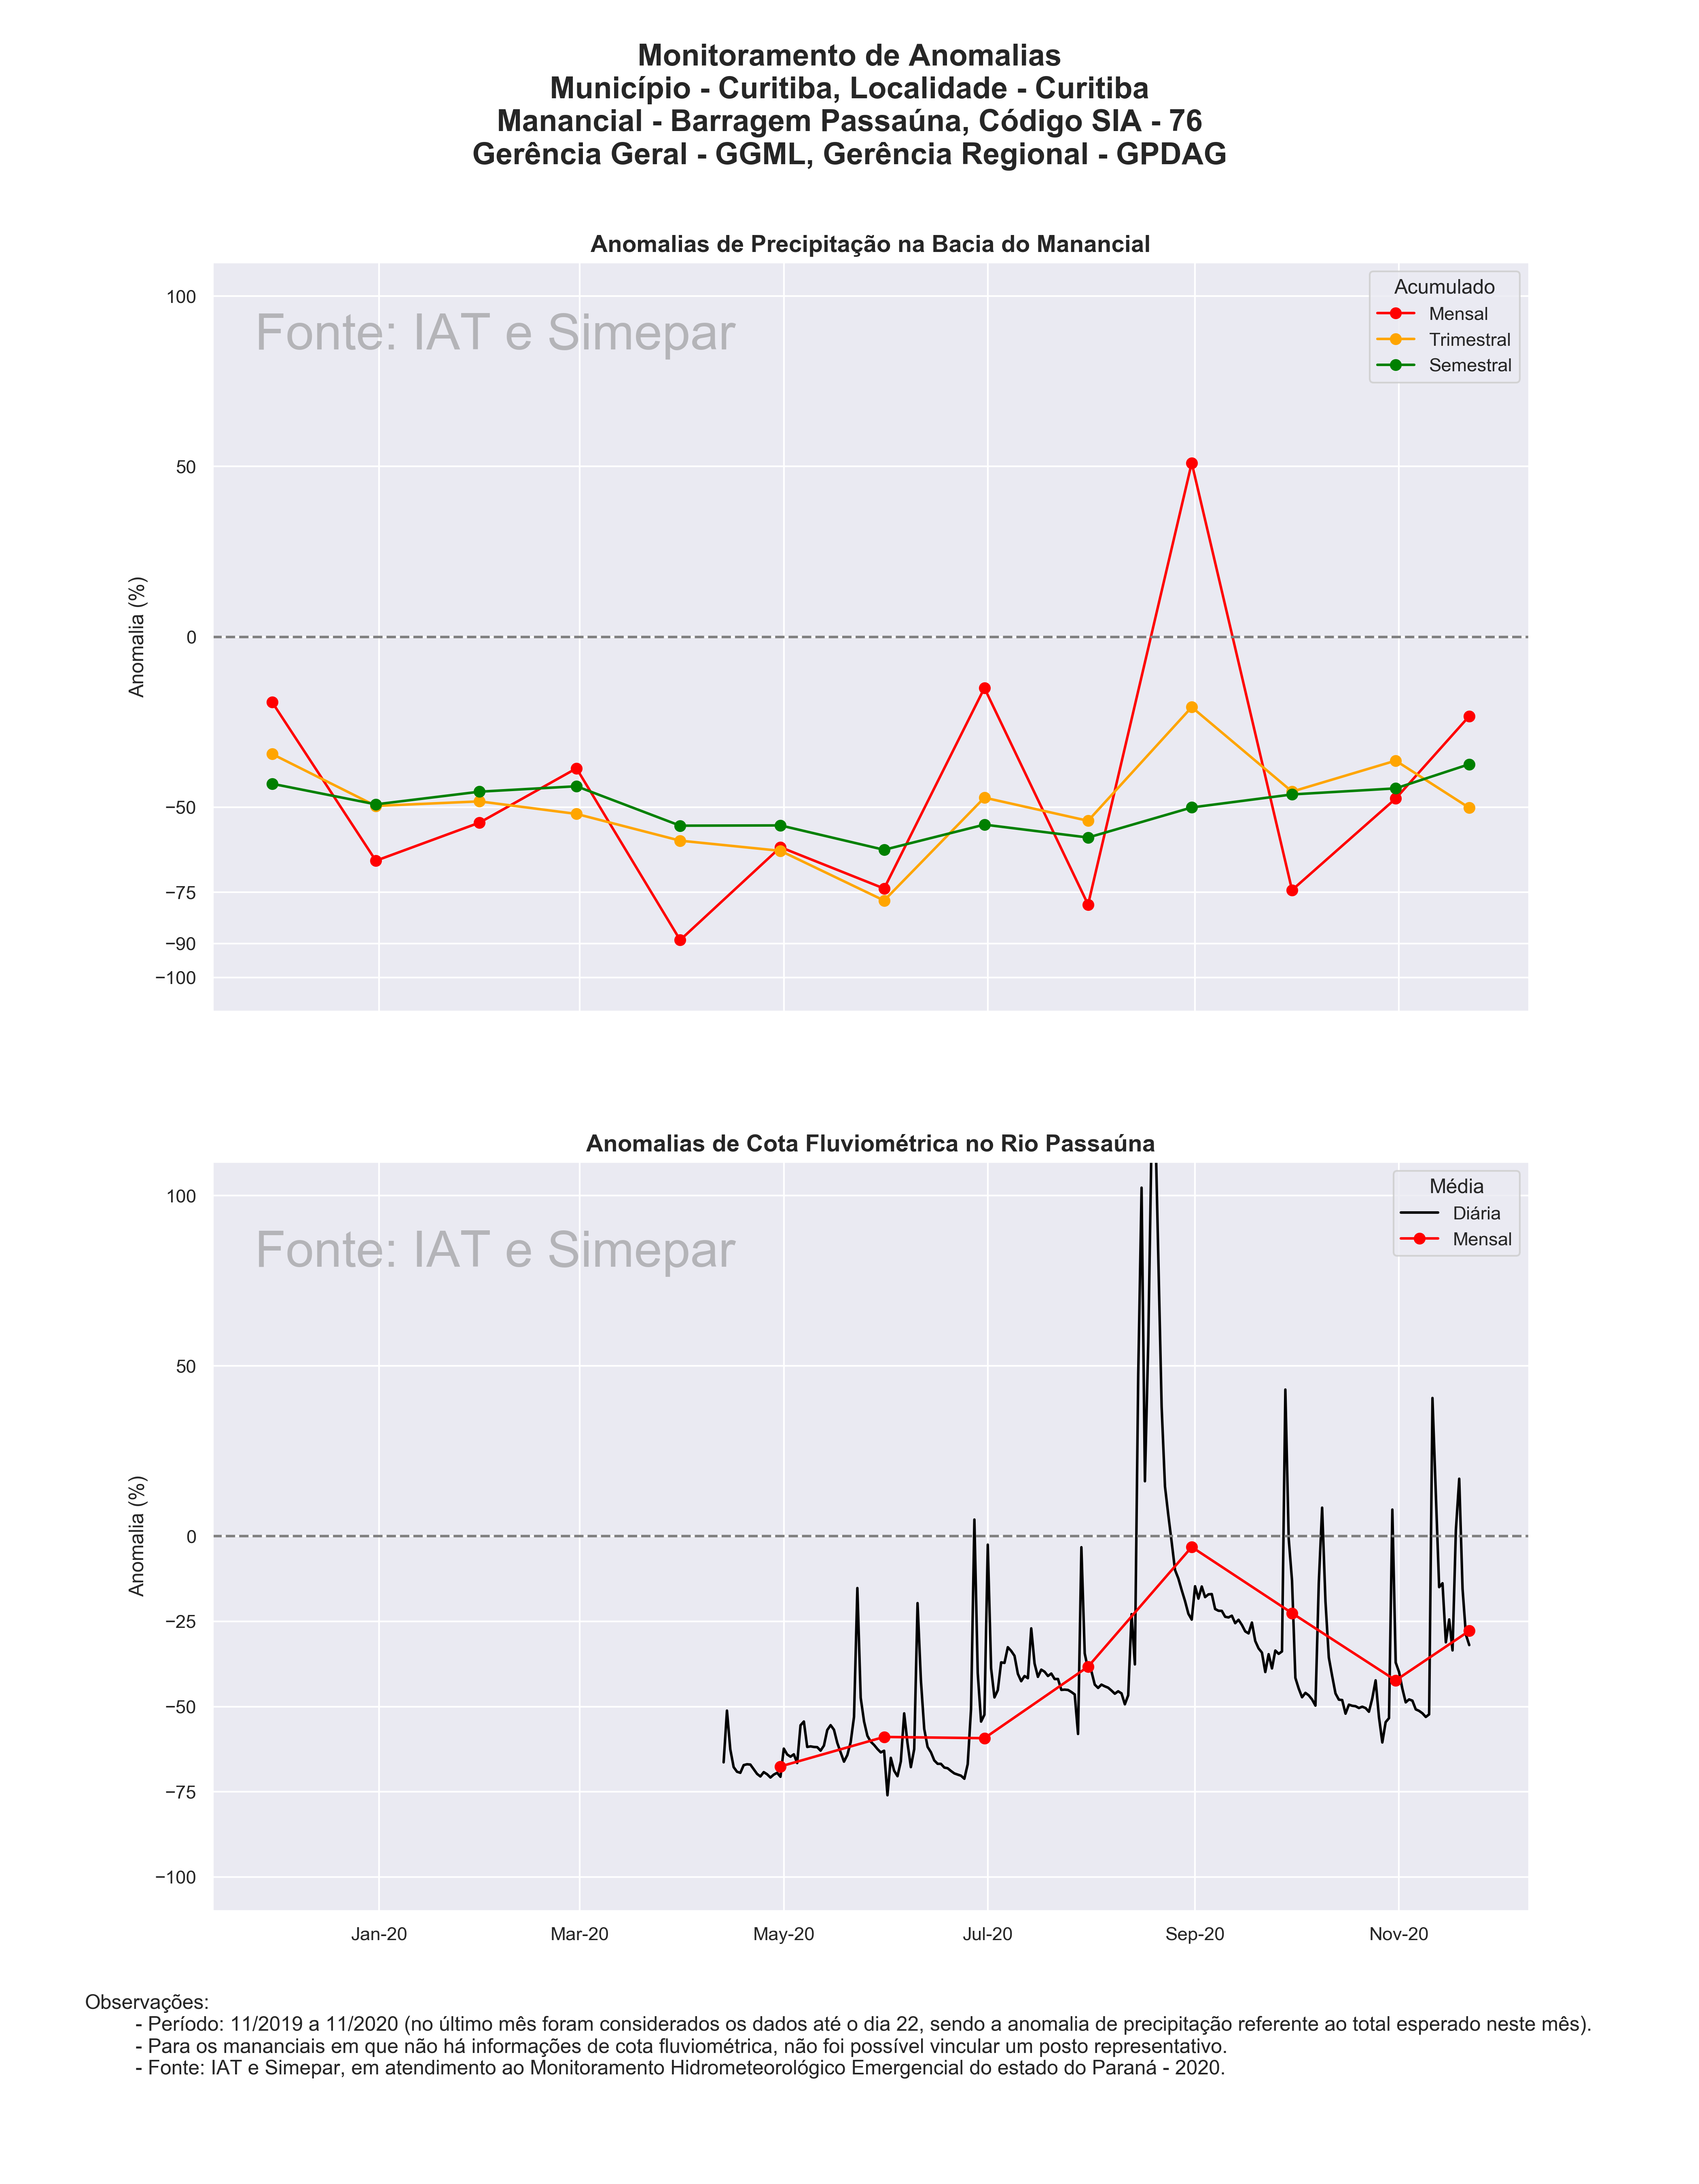 Monitoramento de Anomalias
Município - Curitiba, Localidade - Curitiba
Manancial - Barragem Passaúna, Código SIA - 76
Gerência Geral - GGML, Gerência Regional - GPDAG
Anomalias de Precipitação na Bacia do Manancial
Fonte: IAT e Simepar
Acumulado
Mensal
Trimestral
Semestral
Anomalia (%)
100
50
0
−50
−75
−90
−100
Anomalias de Cota Fluviométrica no Rio Passaúna
Fonte: IAT e Simepar
Média
Diária
Mensal
Anomalia (%)
100
50
0
−25
−50
−75
−100
Jan-20 Mar-20 May-20 Jul-20 Sep-20 Nov-20
Observações:
- Período: 11/2019 a 11/2020 (no último mês foram considerados os dados até o dia 22, sendo a anomalia de precipitação referente ao total esperado neste mês).
- Para os mananciais em que não há informações de cota fluviométrica, não foi possível vincular um posto representativo.
- Fonte: IAT e Simepar, em atendimento ao Monitoramento Hidrometeorológico Emergencial do estado do Paraná - 2020.